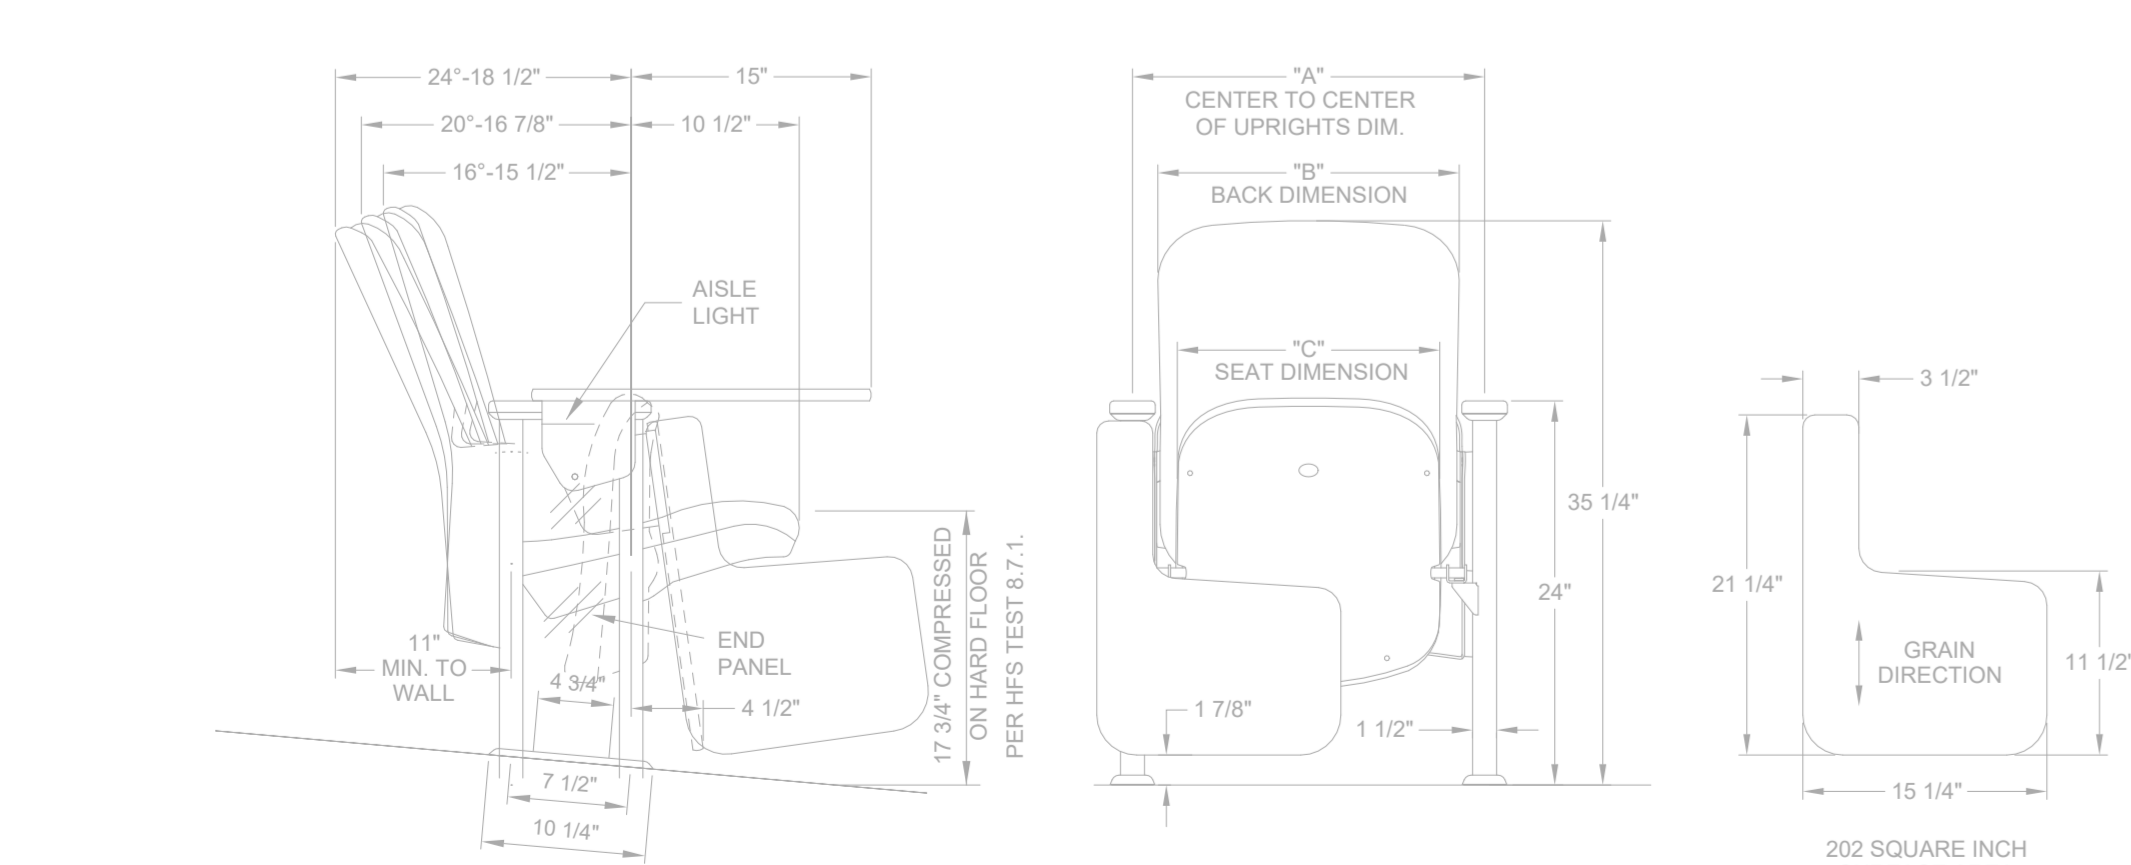 24°-18 1/2"
15"
20°-16 7/8"
10 1/2"
16°-15 1/2"
AISLE
LIGHT
END
PANEL
11"
MIN. TO
WALL
4 3/4"
4 1/2"
7 1/2"
10 1/4"
17 3/4" COMPRESSED
ON HARD FLOOR
PER HFS TEST 8.7.1.
"A"
CENTER TO CENTER
OF UPRIGHTS DIM.
"B"
BACK DIMENSION
"C"
SEAT DIMENSION
35 1/4"
24"
1 7/8"
1 1/2"
3 1/2"
21 1/4"
GRAIN
DIRECTION
11 1/2"
15 1/4"
202 SQUARE INCH